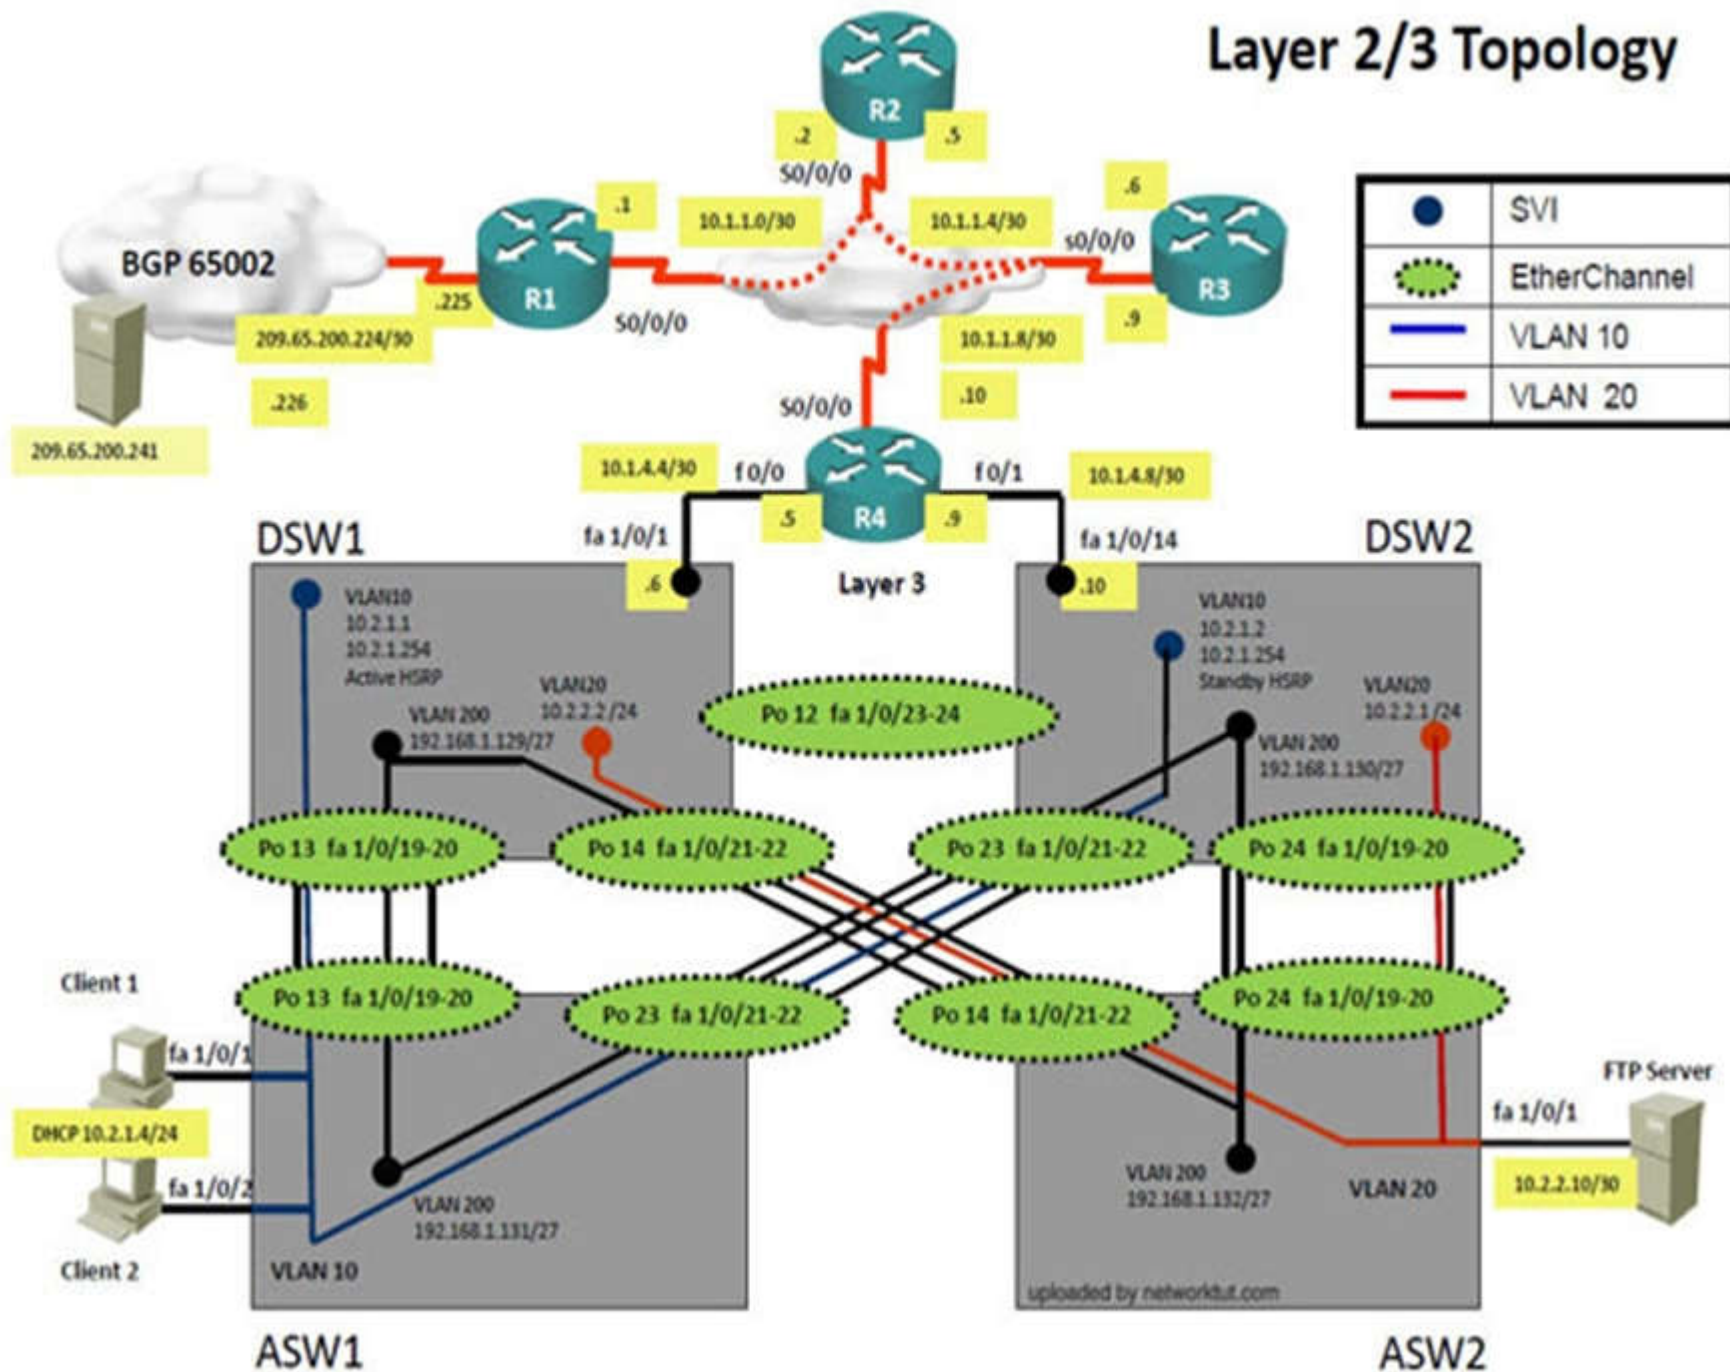 Layer 2/3 Topology
R2
.2
.5
S0/0/0
.6
.1
10.1.1.0/30
10.1.1.4/30
s0/0/0
SVI
EtherChannel
VLAN 10
VLAN 20
BGP 65002
R1
R3
.225
S0/0/0
.9
209.65.200.224/30
10.1.1.8/30
.226
.10
S0/0/0
209.65.200.241
10.1.4.4/30
f 0/0
f 0/1
10.1.4.8/30
.5
R4
.9
DSW1
fa 1/0/1
fa 1/0/14
DSW2
.6
Layer 3
.10
VLAN10
10.2.1.1
10.2.1.254
Active HSRP
VLAN20
10.2.2.2 /24
VLAN 200
192.168.1.129/27
VLAN10
10.2.1.2
10.2.1.254
Standby HSRP
VLAN20
10.2.2.1 /24
VLAN 200
192.168.1.130/27
Po 12 fa 1/0/23-24
Po 13 fa 1/0/19-20
Po 14 fa 1/0/21-22
Po 23 fa 1/0/21-22
Po 24 fa 1/0/19-20
Po 13 fa 1/0/19-20
Po 23 fa 1/0/21-22
Po 14 fa 1/0/21-22
Po 24 fa 1/0/19-20
Client 1
fa 1/0/1
DHCP 10.2.1.4/24
fa 1/0/2
Client 2
VLAN 200
192.168.1.131/27
VLAN 10
VLAN 200
192.168.1.132/27
VLAN 20
FTP Server
fa 1/0/1
10.2.2.10/30
uploaded by networktut.com
ASW1
ASW2